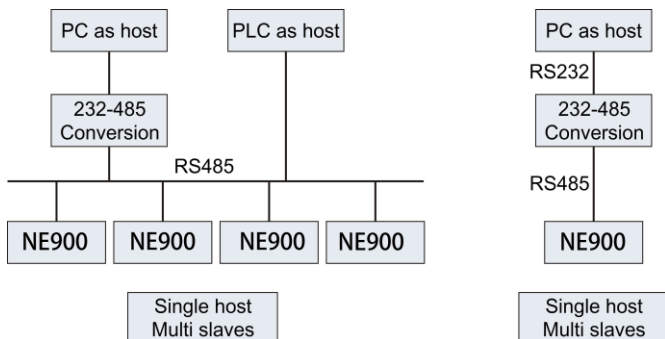 PC as host
PLC as host
232-485
Conversion
RS485
NE900
NE900
NE900
NE900
Single host
Multi slaves
PC as host
RS232
232-485
Conversion
RS485
NE900
Single host
Multi slaves